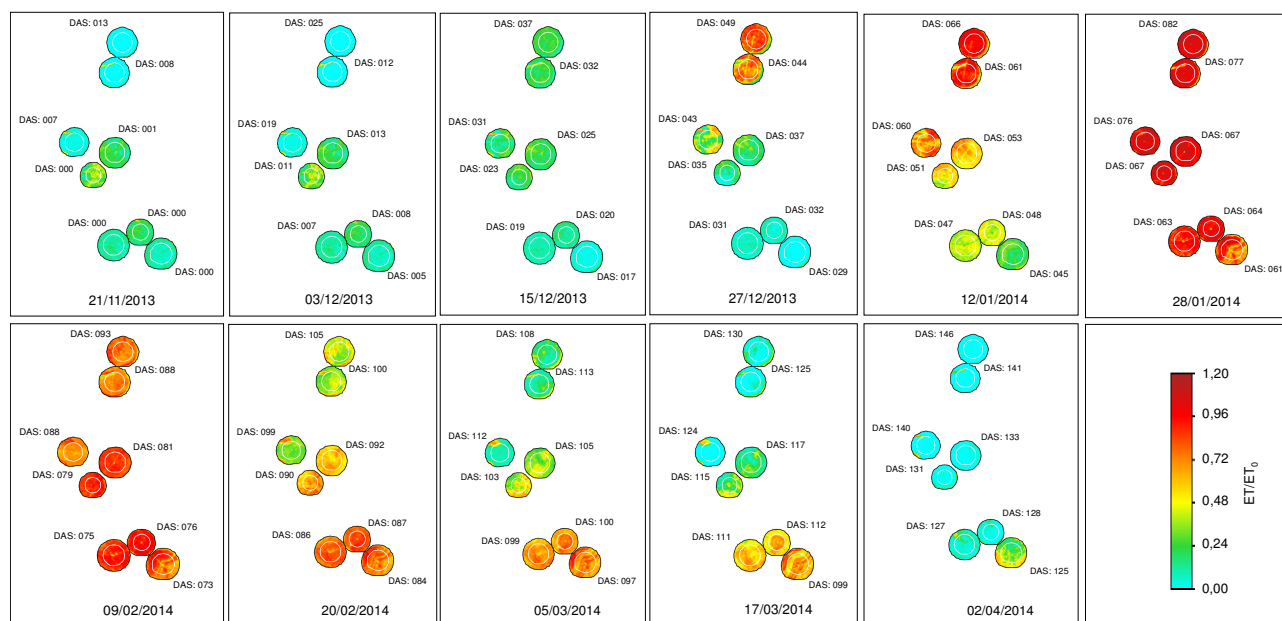 DAS: 013
DAS: 008
DAS: 007
DAS: 001
DAS: 000
DAS: 000
DAS: 000
DAS: 000
21/11/2013
DAS: 025
DAS: 012
DAS: 019
DAS: 013
DAS: 011
DAS: 008
DAS: 007
DAS: 005
03/12/2013
DAS: 037
DAS: 032
DAS: 031
DAS: 025
DAS: 023
DAS: 020
DAS: 019
DAS: 017
15/12/2013
DAS: 049
DAS: 044
DAS: 043
DAS: 037
DAS: 035
DAS: 032
DAS: 031
DAS: 029
27/12/2013
DAS: 066
DAS: 061
DAS: 060
DAS: 053
DAS: 051
DAS: 048
DAS: 047
DAS: 045
12/01/2014
DAS: 082
DAS: 077
DAS: 076
DAS: 067
DAS: 067
DAS: 064
DAS: 063
DAS: 061
28/01/2014
DAS: 093
DAS: 088
DAS: 088
DAS: 081
DAS: 079
DAS: 076
DAS: 075
DAS: 073
09/02/2014
DAS: 105
DAS: 100
DAS: 099
DAS: 092
DAS: 090
DAS: 087
DAS: 086
DAS: 084
20/02/2014
DAS: 108
DAS: 113
DAS: 112
DAS: 105
DAS: 103
DAS: 100
DAS: 099
DAS: 097
05/03/2014
DAS: 130
DAS: 125
DAS: 124
DAS: 117
DAS: 115
DAS: 112
DAS: 111
DAS: 099
17/03/2014
DAS: 146
DAS: 141
DAS: 140
DAS: 133
DAS: 131
DAS: 128
DAS: 127
DAS: 125
02/04/2014
1,20
0,96
0,72
0,48
0,24
0,00
ET/ET₀